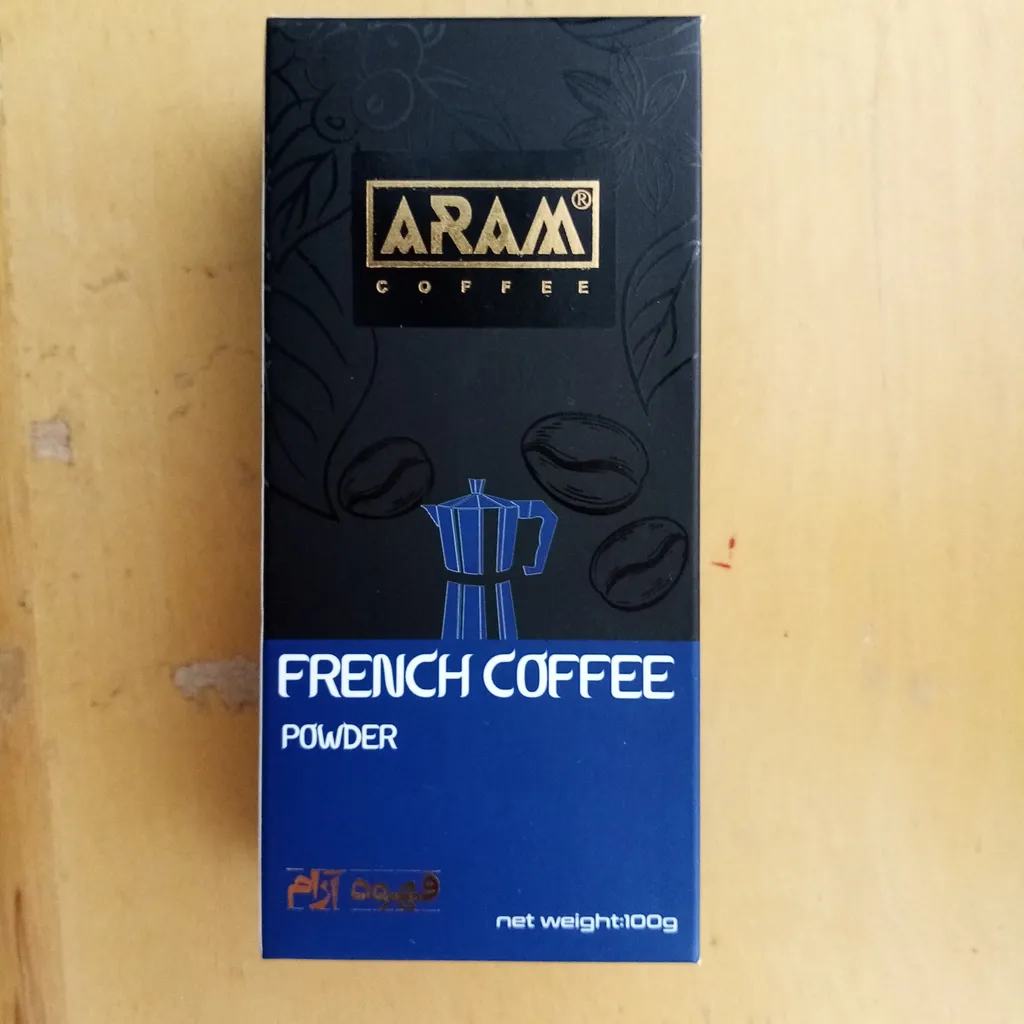 ARAM®
COFFEE
FRENCH COFFEE
POWDER
قهوه آرام
net weight:100g